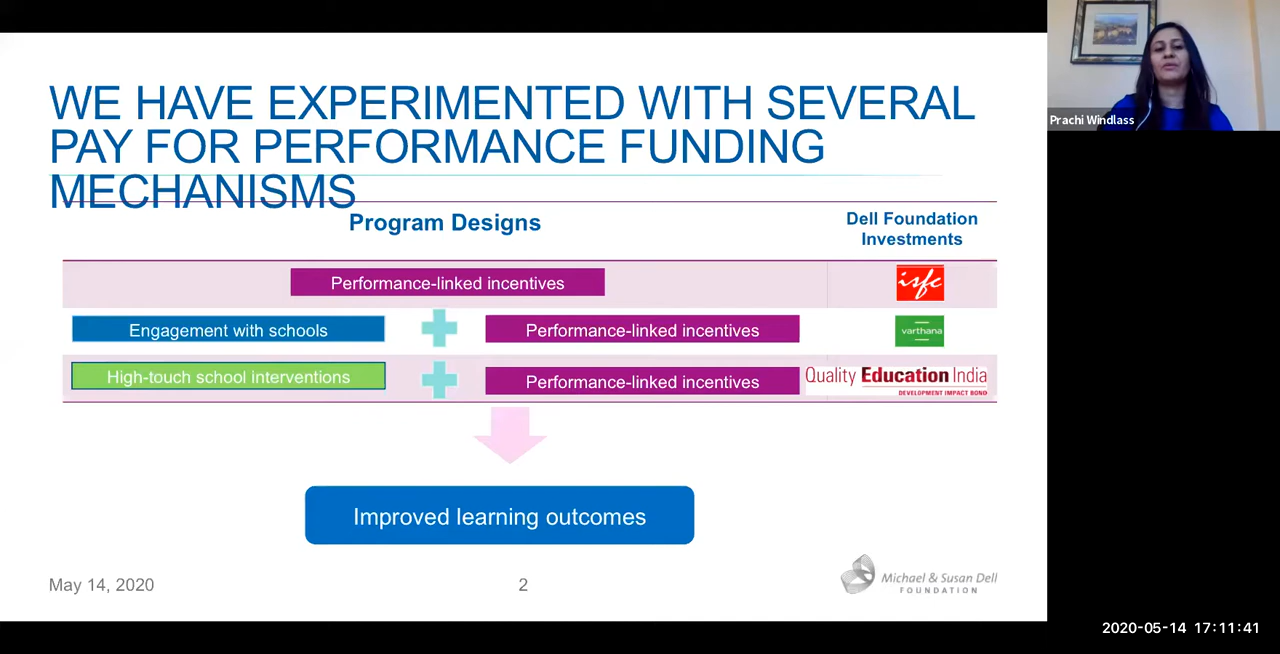 WE HAVE EXPERIMENTED WITH SEVERAL
PAY FOR PERFORMANCE FUNDING
MECHANISMS
Prachi Windlass
Program Designs
Dell Foundation
Investments
Performance-linked incentives
isfc
Engagement with schools
Performance-linked incentives
varthana
High-touch school interventions
Performance-linked incentives
Quality Education India
DEVELOPMENT IMPACT BOND
Improved learning outcomes
May 14, 2020
2
Michael & Susan Dell
FOUNDATION
2020-05-14 17:11:41